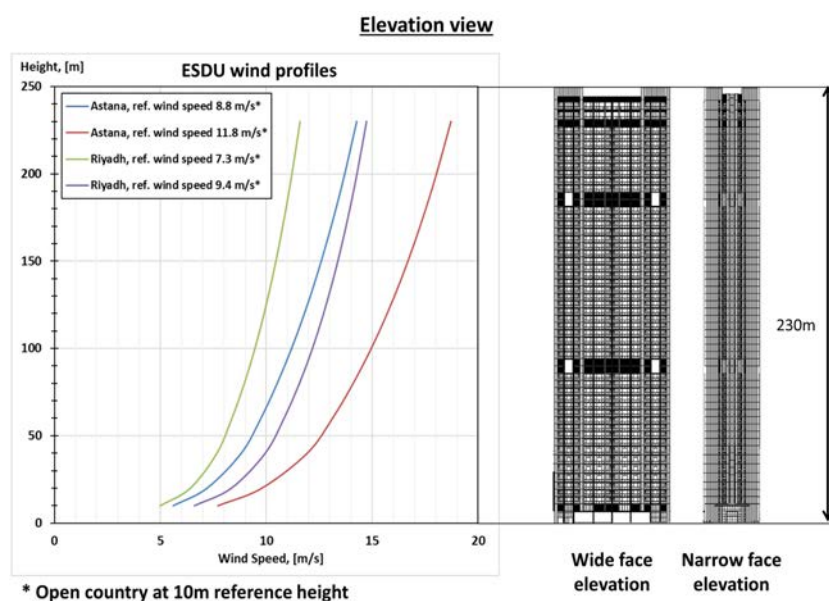 Elevation view
Height, [m]
ESDU wind profiles
250
Astana, ref. wind speed 8.8 m/s*
Astana, ref. wind speed 11.8 m/s*
Riyadh, ref. wind speed 7.3 m/s*
Riyadh, ref. wind speed 9.4 m/s*
200
150
100
50
0
0
5
10
15
20
Wind Speed, [m/s]
230m
Wide face
elevation
Narrow face
elevation
* Open country at 10m reference height